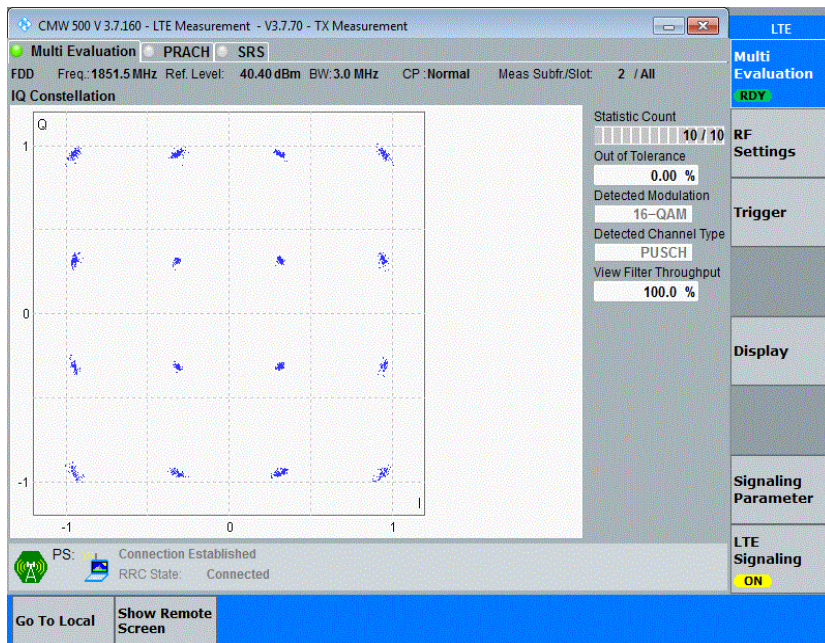 CMW 500 V 3.7.160 - LTE Measurement - V3.7.70 - TX Measurement
LTE
Multi Evaluation PRACH SRS
FDD Freq.: 1851.5 MHz Ref. Level: 40.40 dBm BW: 3.0 MHz CP : Normal Meas Subfr./Slot: 2 / All
IQ Constellation
Q
1
0
-1
-1 0 1
I
Statistic Count
10 / 10
Out of Tolerance
0.00 %
Detected Modulation
16-QAM
Detected Channel Type
PUSCH
View Filter Throughput
100.0 %
Multi
Evaluation
RDY
RF
Settings
Trigger
Display
Signaling
Parameter
LTE
Signaling
ON
PS: Connection Established
RRC State: Connected
Go To Local
Show Remote
Screen